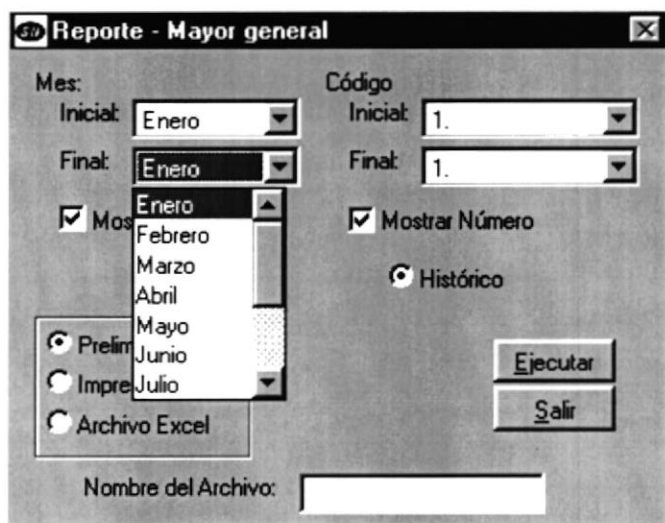 Reporte - Mayor general
Mes: Código
Inicial: Enero Inicial: 1.
Final: Enero Final: 1.
Enero
Mos Mostrar Número
Febrero
Marzo
Histórico
Abril
Mayo
Prelim
Junio
Ejecutar
Impre Julio
Salir
Archivo Excel
Nombre del Archivo: